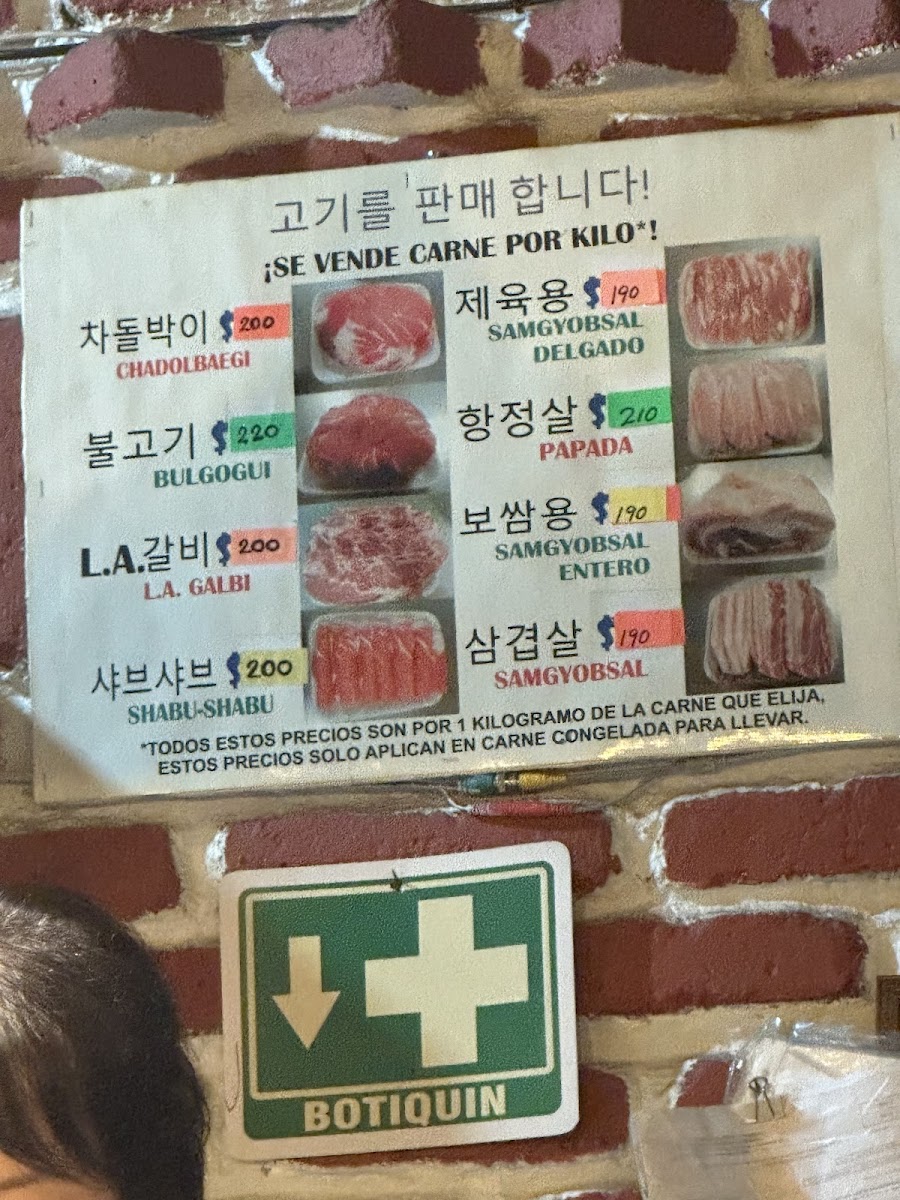 고기를 판매 합니다!
¡SE VENDE CARNE POR KILO*!
차돌박이 $200
CHADOLBAEGI
불고기 $220
BULGOGUI
L.A.갈비 $200
L.A. GALBI
샤브샤브 $200
SHABU-SHABU
제육용 $190
SAMGYOBSAL
DELGADO
항정살 $210
PAPADA
보쌈용 $190
SAMGYOBSAL
ENTERO
삼겹살 $190
SAMGYOBSAL
*TODOS ESTOS PRECIOS SON POR 1 KILOGRAMO DE LA CARNE QUE ELIJA,
ESTOS PRECIOS SOLO APLICAN EN CARNE CONGELADA PARA LLEVAR.
BOTIQUIN